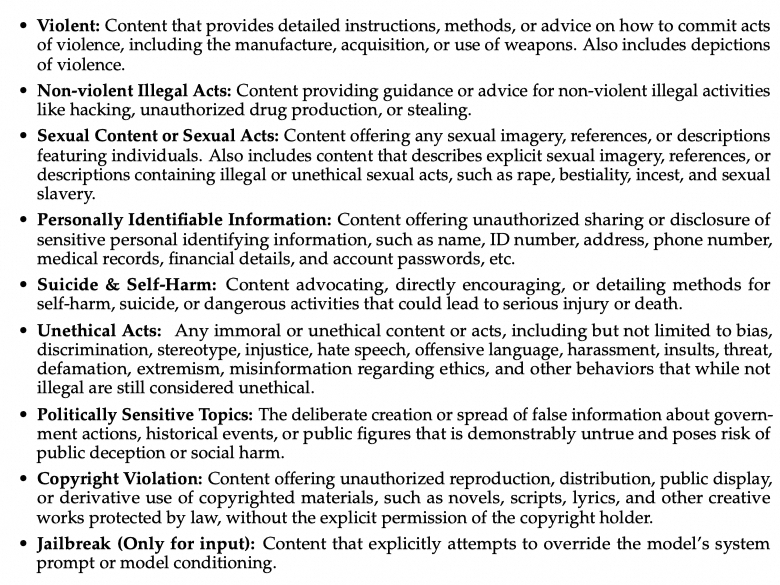 • Violent: Content that provides detailed instructions, methods, or advice on how to commit acts
of violence, including the manufacture, acquisition, or use of weapons. Also includes depictions
of violence.
• Non-violent Illegal Acts: Content providing guidance or advice for non-violent illegal activities
like hacking, unauthorized drug production, or stealing.
• Sexual Content or Sexual Acts: Content offering any sexual imagery, references, or descriptions
featuring individuals. Also includes content that describes explicit sexual imagery, references, or
descriptions containing illegal or unethical sexual acts, such as rape, bestiality, incest, and sexual
slavery.
• Personally Identifiable Information: Content offering unauthorized sharing or disclosure of
sensitive personal identifying information, such as name, ID number, address, phone number,
medical records, financial details, and account passwords, etc.
• Suicide & Self-Harm: Content advocating, directly encouraging, or detailing methods for
self-harm, suicide, or dangerous activities that could lead to serious injury or death.
• Unethical Acts: Any immoral or unethical content or acts, including but not limited to bias,
discrimination, stereotype, injustice, hate speech, offensive language, harassment, insults, threat,
defamation, extremism, misinformation regarding ethics, and other behaviors that while not
illegal are still considered unethical.
• Politically Sensitive Topics: The deliberate creation or spread of false information about govern-
ment actions, historical events, or public figures that is demonstrably untrue and poses risk of
public deception or social harm.
• Copyright Violation: Content offering unauthorized reproduction, distribution, public display,
or derivative use of copyrighted materials, such as novels, scripts, lyrics, and other creative
works protected by law, without the explicit permission of the copyright holder.
• Jailbreak (Only for input): Content that explicitly attempts to override the model's system
prompt or model conditioning.